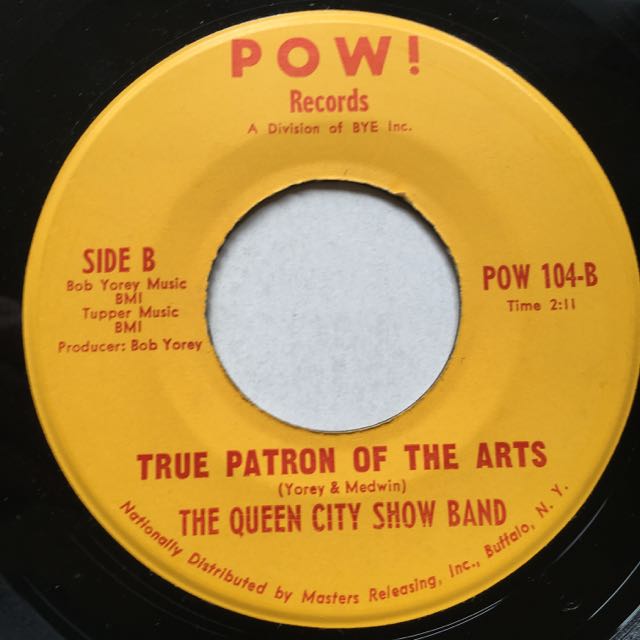 POW!
Records
A Division of BYE Inc.
SIDE B
Bob Yorey Music
BMI
Tupper Music
BMI
Producer: Bob Yorey
POW 104-B
Time 2:11
TRUE PATRON OF THE ARTS
(Yorey & Medwin)
THE QUEEN CITY SHOW BAND
Nationally Distributed by Masters Releasing, Inc., Buffalo, N. Y.